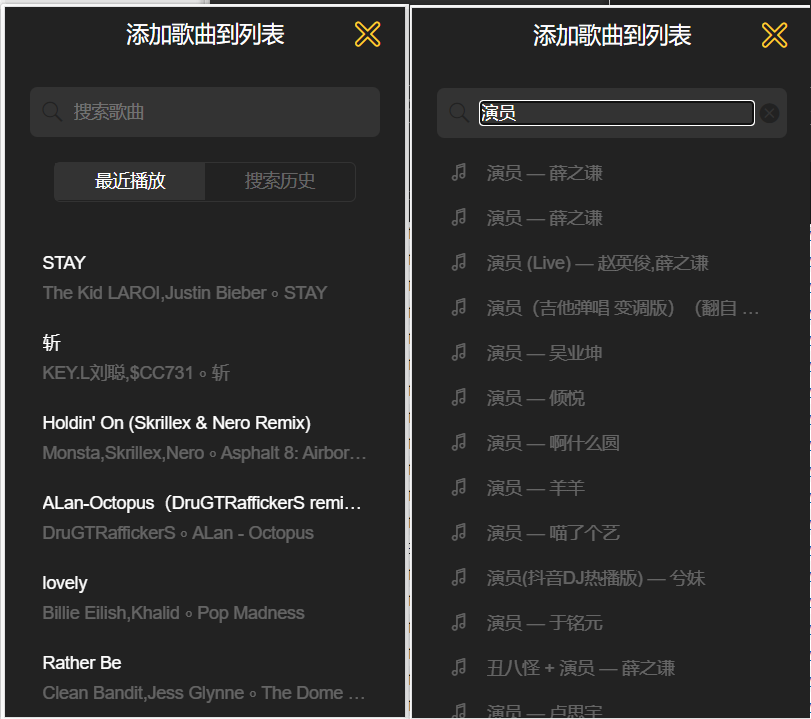 添加歌曲到列表
搜索歌曲
最近播放 搜索历史
STAY
The Kid LAROI,Justin Bieber ∘ STAY
斩
KEY.L刘聪,$CC731 ∘ 斩
Holdin' On (Skrillex & Nero Remix)
Monsta,Skrillex,Nero ∘ Asphalt 8: Airbor…
ALan-Octopus（DruGTRaffickerS remi…
DruGTRaffickerS ∘ ALan - Octopus
lovely
Billie Eilish,Khalid ∘ Pop Madness
Rather Be
Clean Bandit,Jess Glynne ∘ The Dome …
添加歌曲到列表
演员
演员 — 薛之谦
演员 — 薛之谦
演员 (Live) — 赵英俊,薛之谦
演员（吉他弹唱 变调版）（翻自 …
演员 — 吴业坤
演员 — 倾悦
演员 — 啊什么圆
演员 — 羊羊
演员 — 喵了个艺
演员(抖音DJ热播版) — 兮妹
演员 — 于铭元
丑八怪 + 演员 — 薛之谦
演员 — 卢思宇